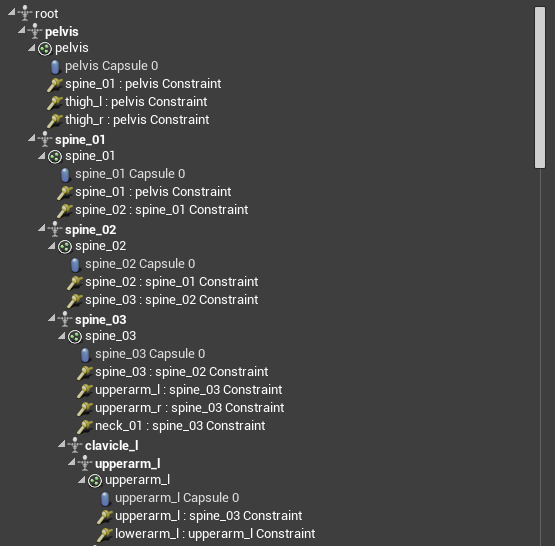 root
pelvis
pelvis
pelvis Capsule 0
spine_01 : pelvis Constraint
thigh_l : pelvis Constraint
thigh_r : pelvis Constraint
spine_01
spine_01
spine_01 Capsule 0
spine_01 : pelvis Constraint
spine_02 : spine_01 Constraint
spine_02
spine_02
spine_02 Capsule 0
spine_02 : spine_01 Constraint
spine_03 : spine_02 Constraint
spine_03
spine_03
spine_03 Capsule 0
spine_03 : spine_02 Constraint
upperarm_l : spine_03 Constraint
upperarm_r : spine_03 Constraint
neck_01 : spine_03 Constraint
clavicle_l
upperarm_l
upperarm_l
upperarm_l Capsule 0
upperarm_l : spine_03 Constraint
lowerarm_l : upperarm_l Constraint